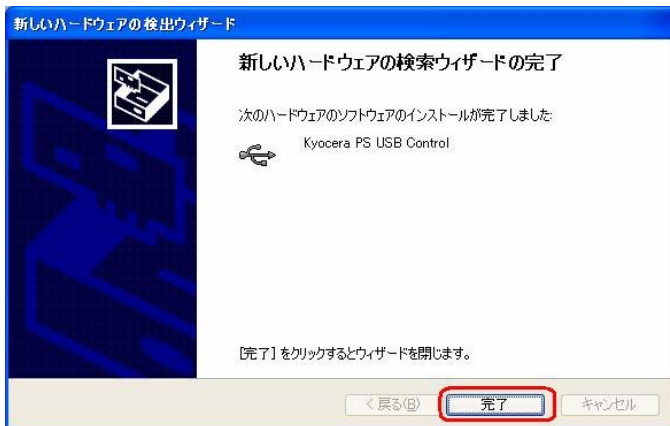 新しいハードウェアの検出ウィザード
新しいハードウェアの検索ウィザードの完了
次のハードウェアのソフトウェアのインストールが完了しました:
Kyocera PS USB Control
[完了] をクリックするとウィザードを閉じます。
< 戻る(B) 完了 キャンセル